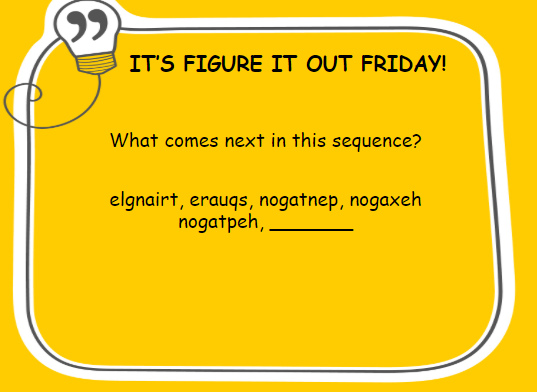 IT'S FIGURE IT OUT FRIDAY!
What comes next in this sequence?
elgnairt, erauqs, nogatnep, nogaxeh
nogatpeh, _______